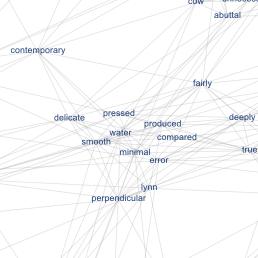 cow
abuttal
contemporary
fairly
delicate
pressed
deeply
produced
water
compared
smooth
minimal
true
error
lynn
perpendicular